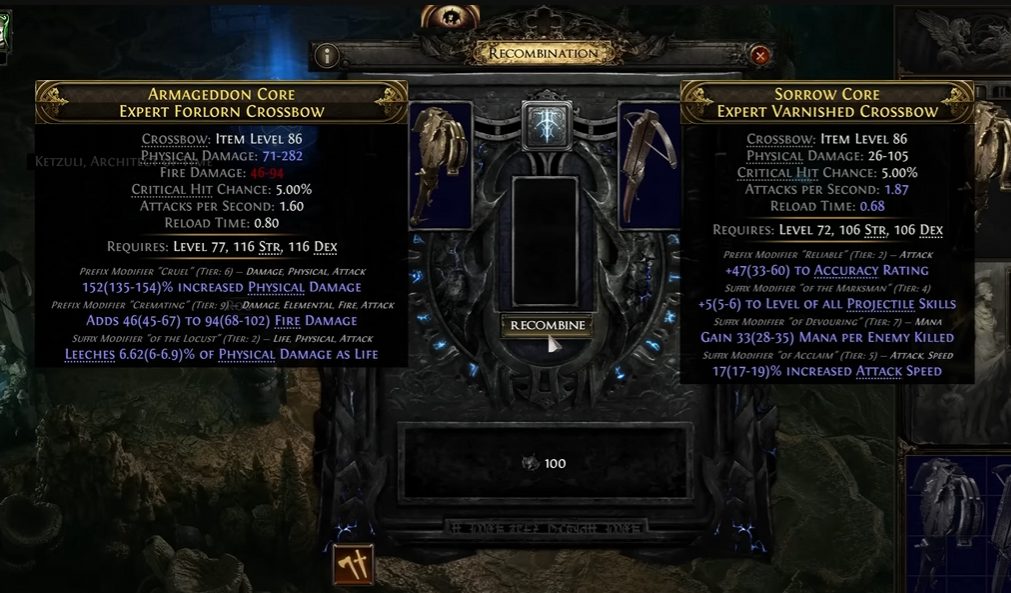 RECOMBINATION
i
ARMAGEDDON CORE
EXPERT FORLORN CROSSBOW
CROSSBOW: ITEM LEVEL 86
PHYSICAL DAMAGE: 71-282
FIRE DAMAGE: 46-94
CRITICAL HIT CHANCE: 5.00%
ATTACKS PER SECOND: 1.60
RELOAD TIME: 0.80
REQUIRES: LEVEL 77, 116 STR, 116 DEX
PREFIX MODIFIER "CRUEL" (TIER: 6) — DAMAGE, PHYSICAL, ATTACK
152(135-154)% INCREASED PHYSICAL DAMAGE
PREFIX MODIFIER "CREMATING" (TIER: 9) — DAMAGE, ELEMENTAL, FIRE, ATTACK
ADDS 46(45-67) TO 94(68-102) FIRE DAMAGE
SUFFIX MODIFIER "OF THE LOCUST" (TIER: 2) — LIFE, PHYSICAL, ATTACK
LEECHES 6.62(6-6.9)% OF PHYSICAL DAMAGE AS LIFE
KETZULI, ARCHITECT OF
SORROW CORE
EXPERT VARNISHED CROSSBOW
CROSSBOW: ITEM LEVEL 86
PHYSICAL DAMAGE: 26-105
CRITICAL HIT CHANCE: 5.00%
ATTACKS PER SECOND: 1.87
RELOAD TIME: 0.68
REQUIRES: LEVEL 72, 106 STR, 106 DEX
PREFIX MODIFIER "RELIABLE" (TIER: 2) — ATTACK
+47(33-60) TO ACCURACY RATING
SUFFIX MODIFIER "OF THE MARKSMAN" (TIER: 4)
+5(5-6) TO LEVEL OF ALL PROJECTILE SKILLS
SUFFIX MODIFIER "OF DEVOURING" (TIER: 7) — MANA
GAIN 33(28-35) MANA PER ENEMY KILLED
SUFFIX MODIFIER "OF ACCLAIM" (TIER: 5) — ATTACK, SPEED
17(17-19)% INCREASED ATTACK SPEED
RECOMBINE
100